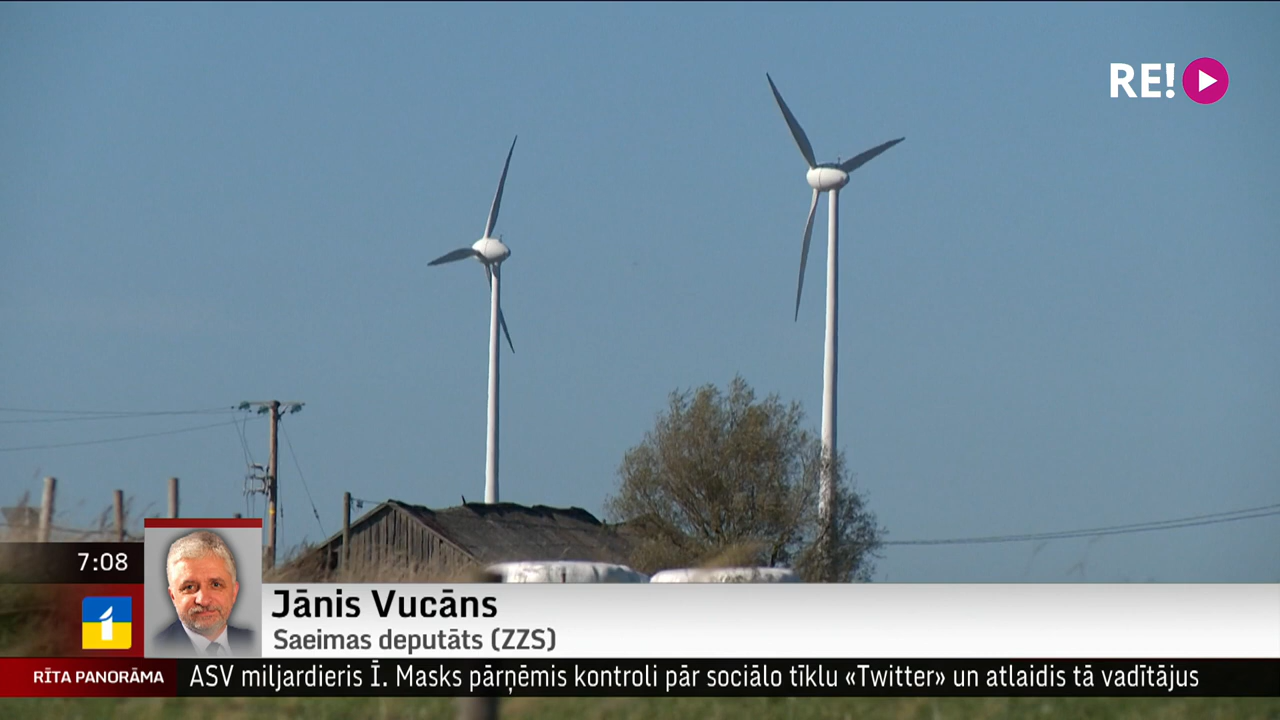 RE!
7:08
Jānis Vucāns
Saeimas deputāts (ZZS)
1
RĪTA PANORĀMA
ASV miljardieris Ī. Masks pārņēmis kontroli pār sociālo tīklu «Twitter» un atlaidis tā vadītājus